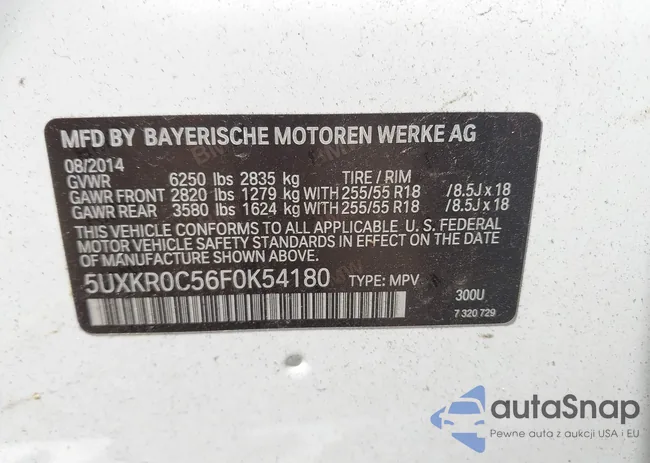 MFD BY BAYERISCHE MOTOREN WERKE AG
08/2014
GVWR 6250 lbs 2835 kg TIRE / RIM
GAWR FRONT 2820 lbs 1279 kg WITH 255/55 R18 /8.5J x 18
GAWR REAR 3580 lbs 1624 kg WITH 255/55 R18 /8.5J x 18
THIS VEHICLE CONFORMS TO ALL APPLICABLE U. S. FEDERAL
MOTOR VEHICLE SAFETY STANDARDS IN EFFECT ON THE DATE
OF MANUFACTURE SHOWN ABOVE.
5UXKR0C56F0K54180 TYPE: MPV
300U
7 320 729
autoSnap
Pewne auta z aukcji USA i EU